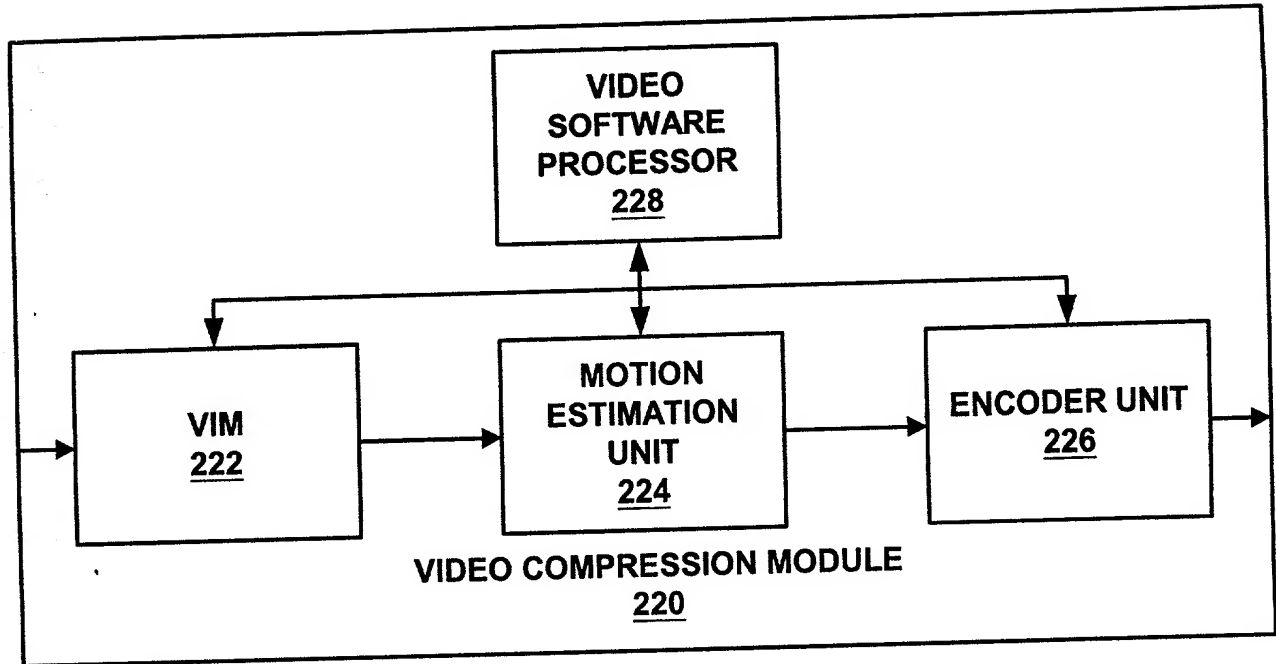 VIDEO
SOFTWARE
PROCESSOR
228
VIM
222
MOTION
ESTIMATION
UNIT
224
ENCODER UNIT
226
VIDEO COMPRESSION MODULE
220